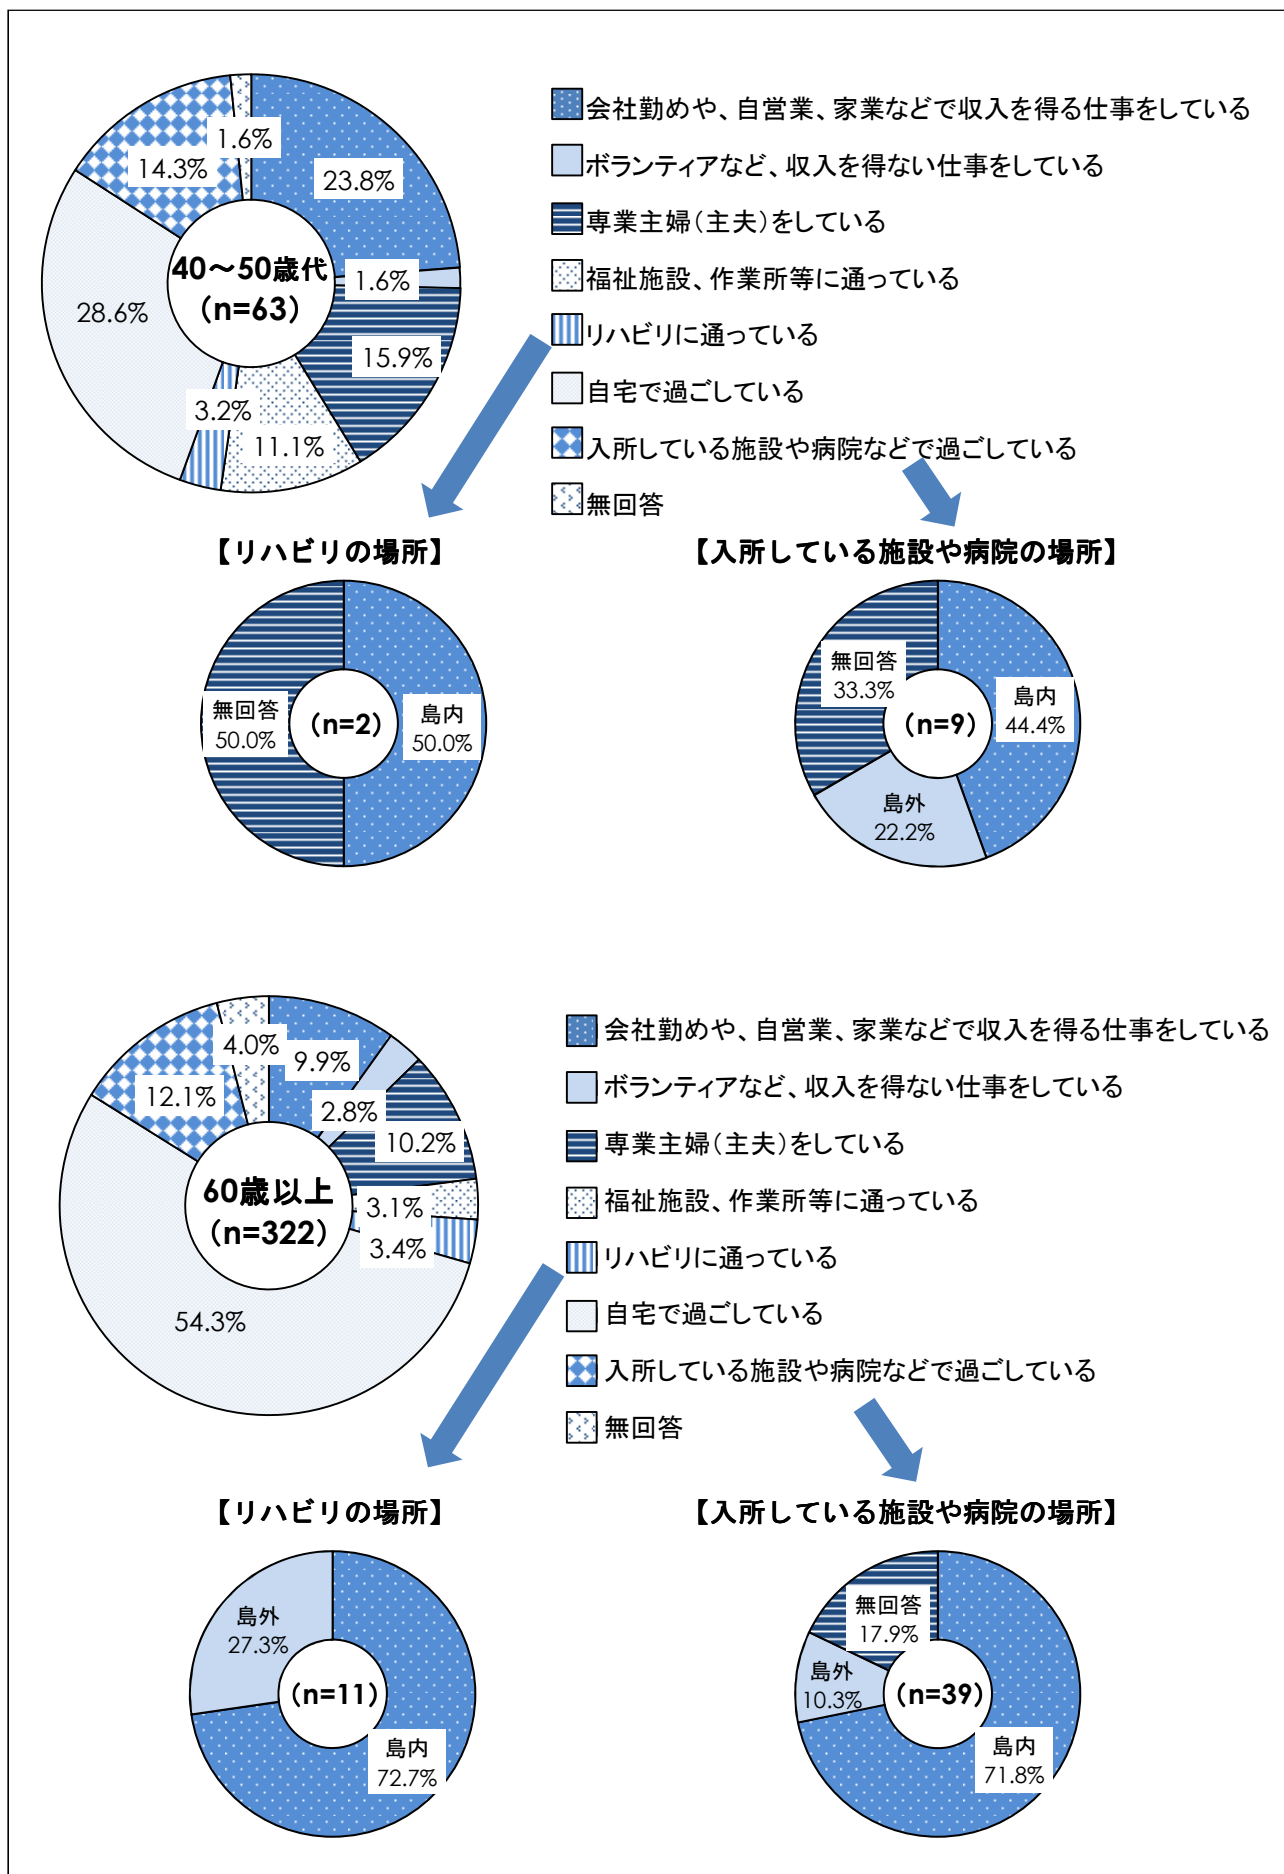 会社勤めや、自営業、家業などで収入を得る仕事をしている
ボランティアなど、収入を得ない仕事をしている
専業主婦(主夫)をしている
福祉施設、作業所等に通っている
リハビリに通っている
自宅で過ごしている
入所している施設や病院などで過ごしている
無回答
1.6%
14.3%
23.8%
40~50歳代
(n=63)
1.6%
28.6%
15.9%
3.2%
11.1%
【リハビリの場所】
無回答
50.0%
(n=2)
島内
50.0%
【入所している施設や病院の場所】
無回答
33.3%
(n=9)
島内
44.4%
島外
22.2%
会社勤めや、自営業、家業などで収入を得る仕事をしている
ボランティアなど、収入を得ない仕事をしている
専業主婦(主夫)をしている
福祉施設、作業所等に通っている
リハビリに通っている
自宅で過ごしている
入所している施設や病院などで過ごしている
無回答
4.0%
9.9%
12.1%
2.8%
10.2%
60歳以上
(n=322)
3.1%
3.4%
54.3%
【リハビリの場所】
島外
27.3%
(n=11)
島内
72.7%
【入所している施設や病院の場所】
無回答
17.9%
島外
10.3%
(n=39)
島内
71.8%